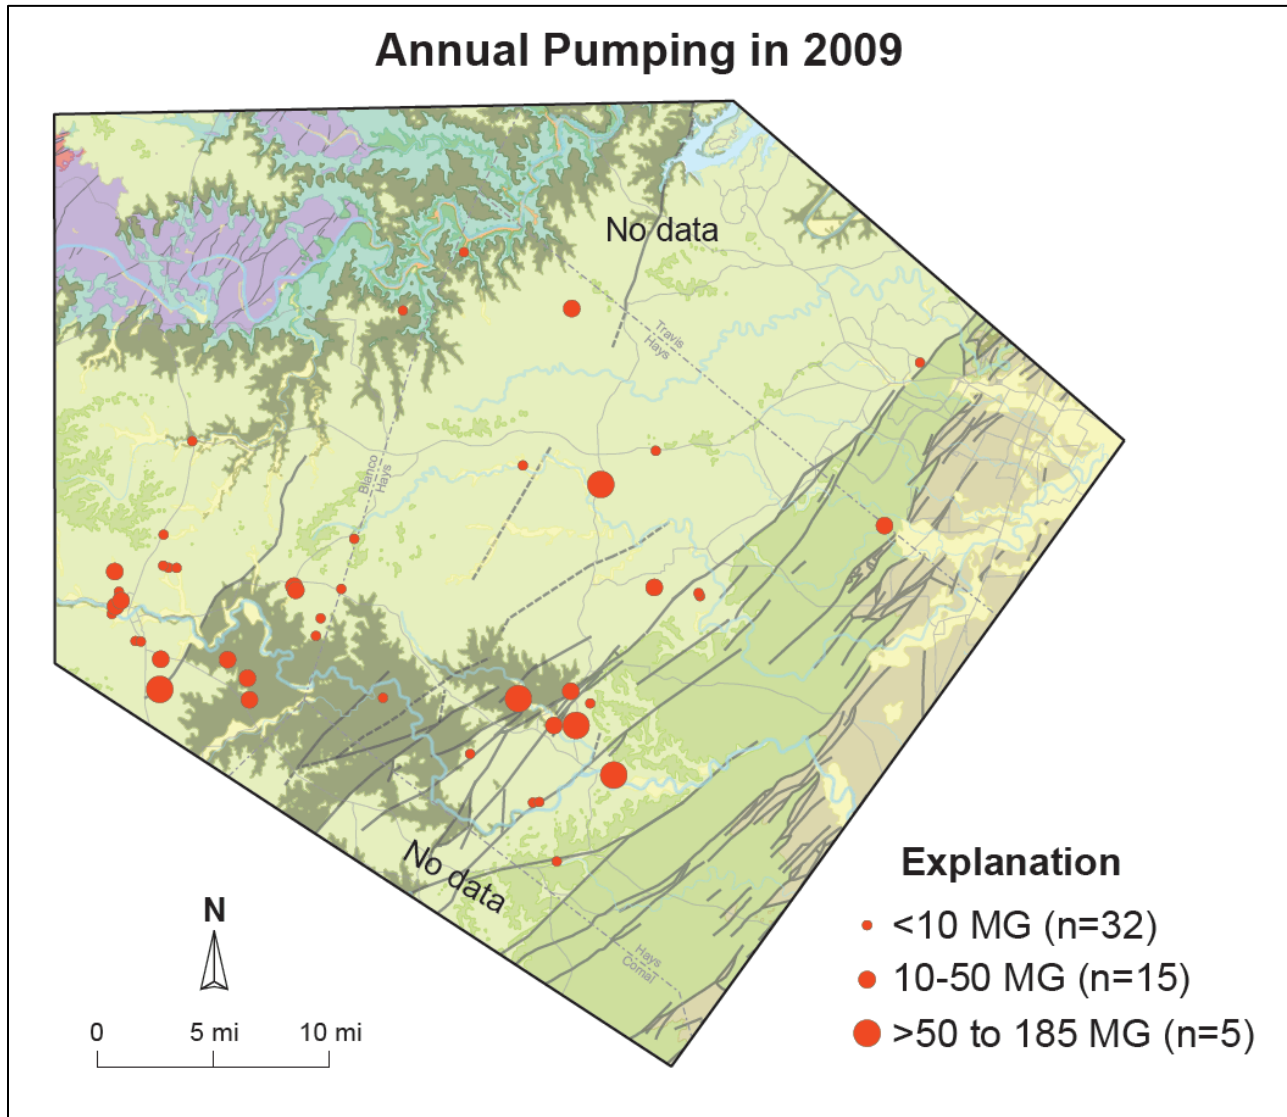 Annual Pumping in 2009
No data
Travis
Hays
Blanco
Hays
No data
Hays
Comal
N
0 5 mi 10 mi
Explanation
<10 MG (n=32)
10-50 MG (n=15)
>50 to 185 MG (n=5)